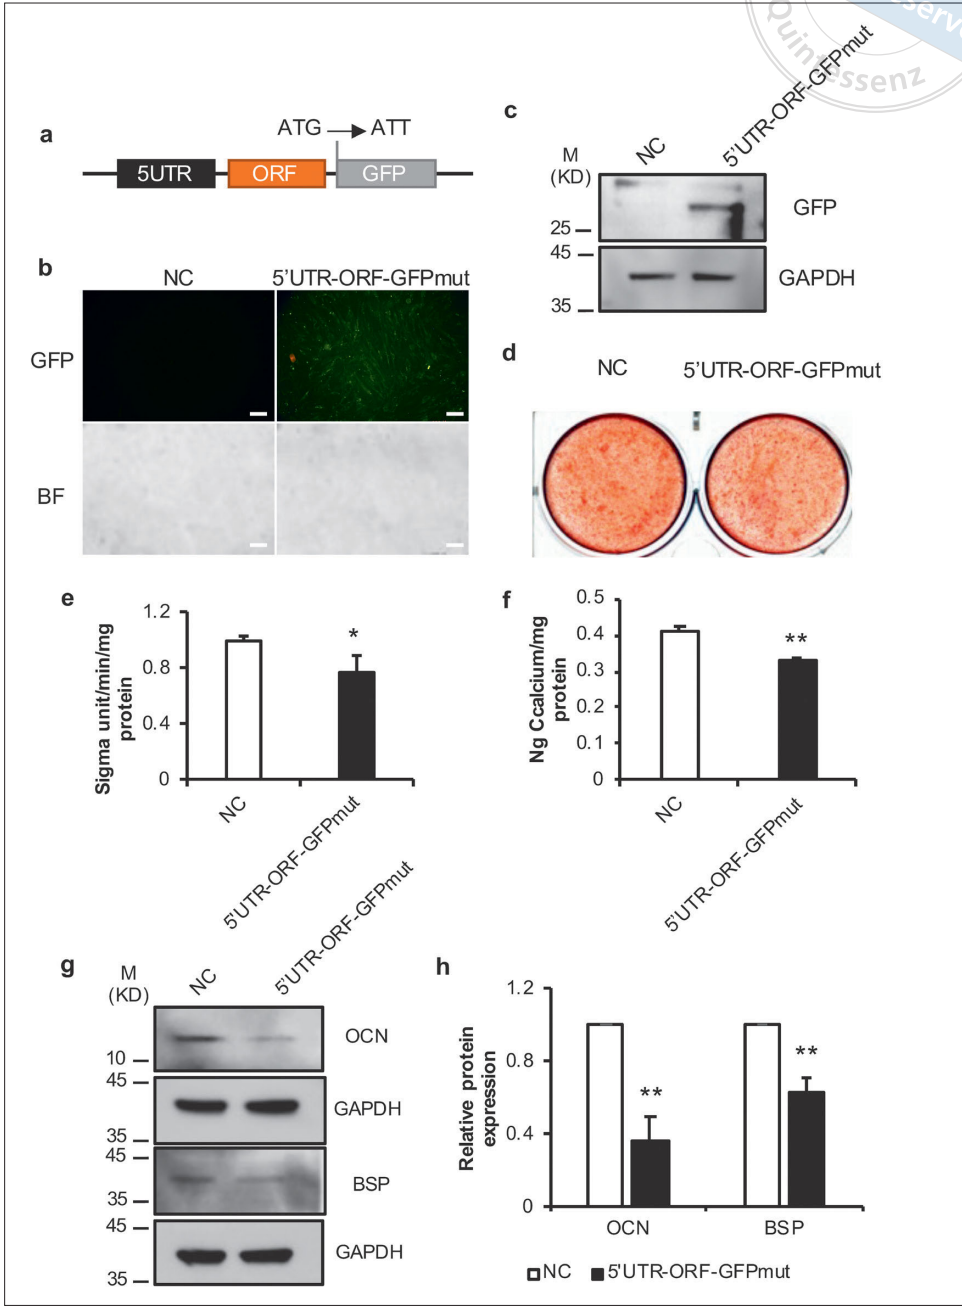 Quintessenz
a
ATG ATT
5UTR ORF GFP
b
NC 5'UTR-ORF-GFPmut
GFP
BF
c
M
(KD)
NC 5'UTR-ORF-GFPmut
GFP
25
45
GAPDH
35
d
NC 5'UTR-ORF-GFPmut
e
Sigma unit/min/mg
protein
1.2
0.8
0.4
0
*
NC 5'UTR-ORF-GFPmut
f
Ng Ccalcium/mg
protein
0.5
0.4
0.3
0.2
0.1
0
**
NC 5'UTR-ORF-GFPmut
g
M
(KD)
NC 5'UTR-ORF-GFPmut
OCN
10
45
GAPDH
35
45
BSP
35
45
GAPDH
35
h
Relative protein
expression
1.2
0.8
0.4
0
**
**
OCN BSP
NC 5'UTR-ORF-GFPmut